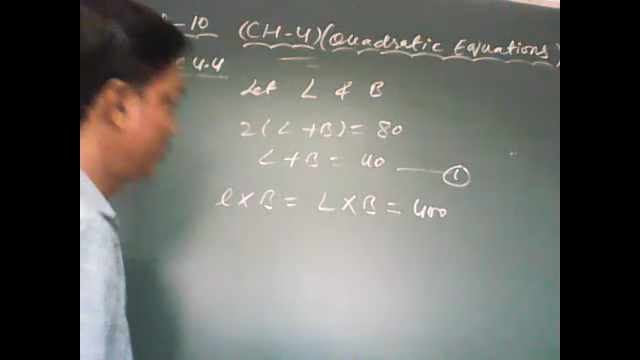 - 10 (CH-4) (Quadratic Equations)
4.4
Let L & B
2(L+B) = 80
L+B = 40 ——— ①
l×B = L×B = 400